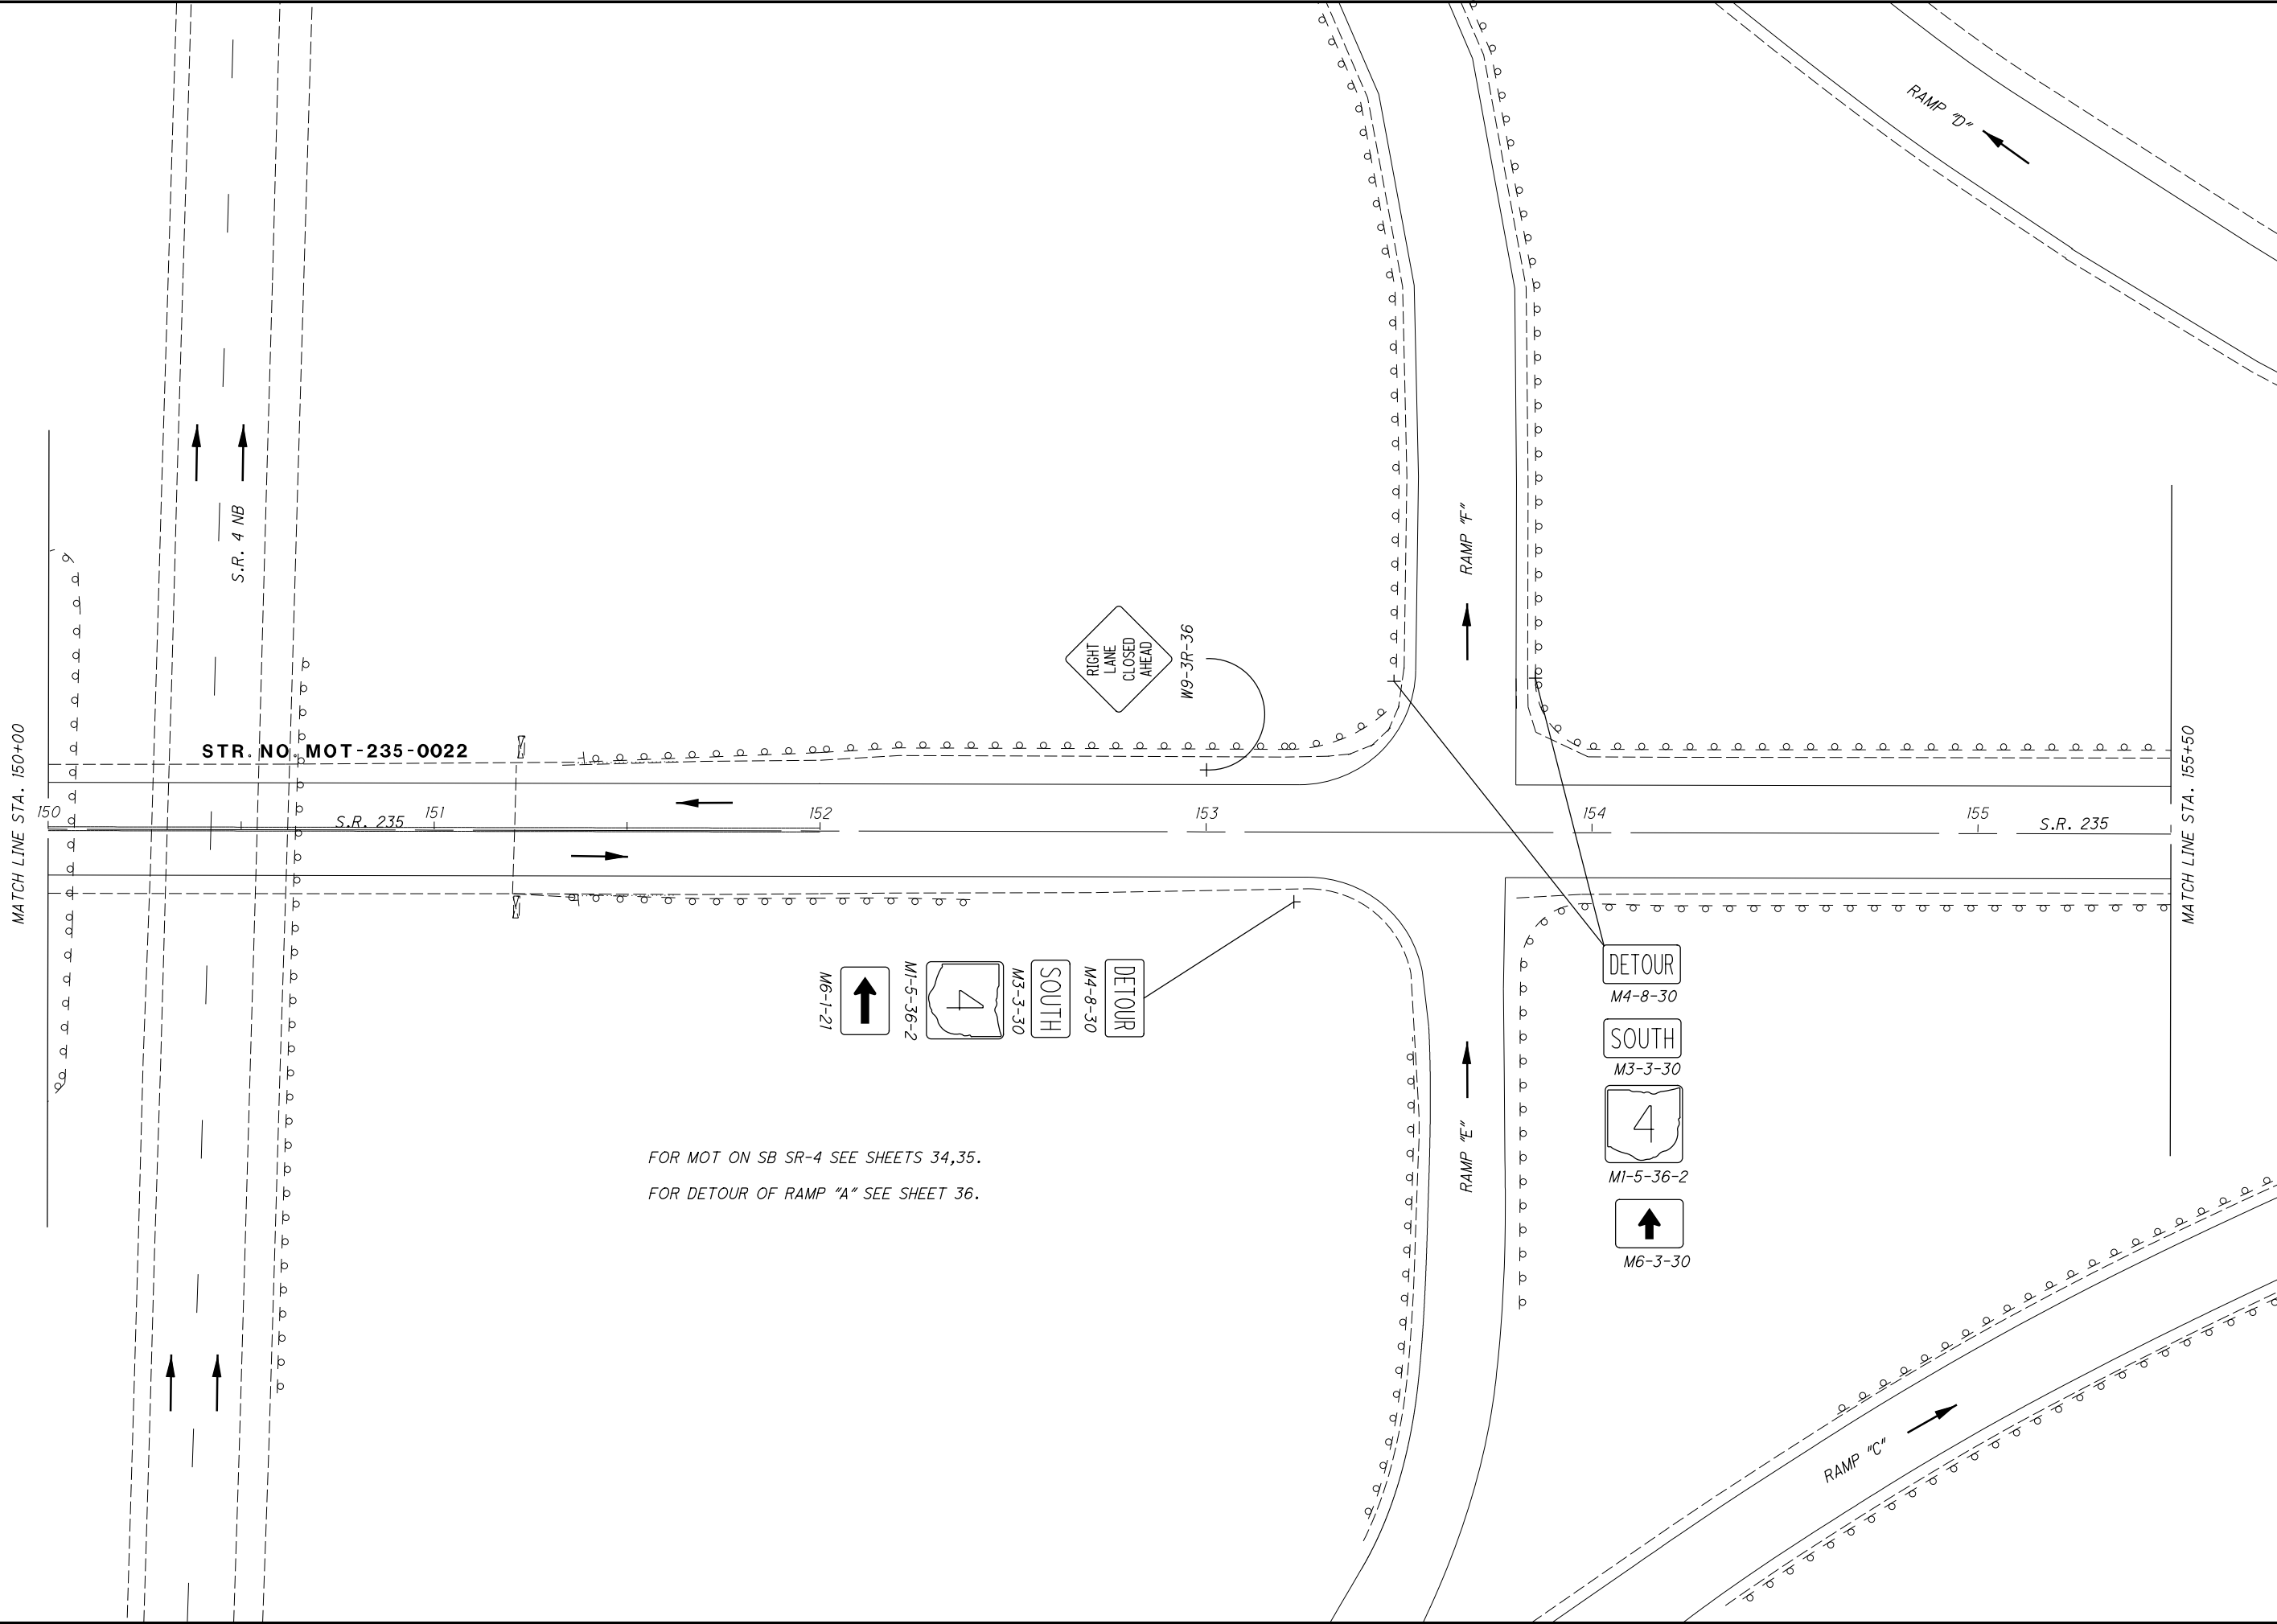 RAMP "D"
S.R. 4 NB
RAMP "F"
RIGHT
LANE
CLOSED
AHEAD
W9-3R-36
MATCH LINE STA. 150+00
STR. NO. MOT-235-0022
MATCH LINE STA. 155+50
150
151
152
153
154
155
S.R. 235
S.R. 235
M6-1-21
4
M1-5-36-2
SOUTH
M3-3-30
DETOUR
M4-8-30
DETOUR
M4-8-30
SOUTH
M3-3-30
4
M1-5-36-2
M6-3-30
RAMP "E"
FOR MOT ON SB SR-4 SEE SHEETS 34,35.
FOR DETOUR OF RAMP "A" SEE SHEET 36.
RAMP "C"